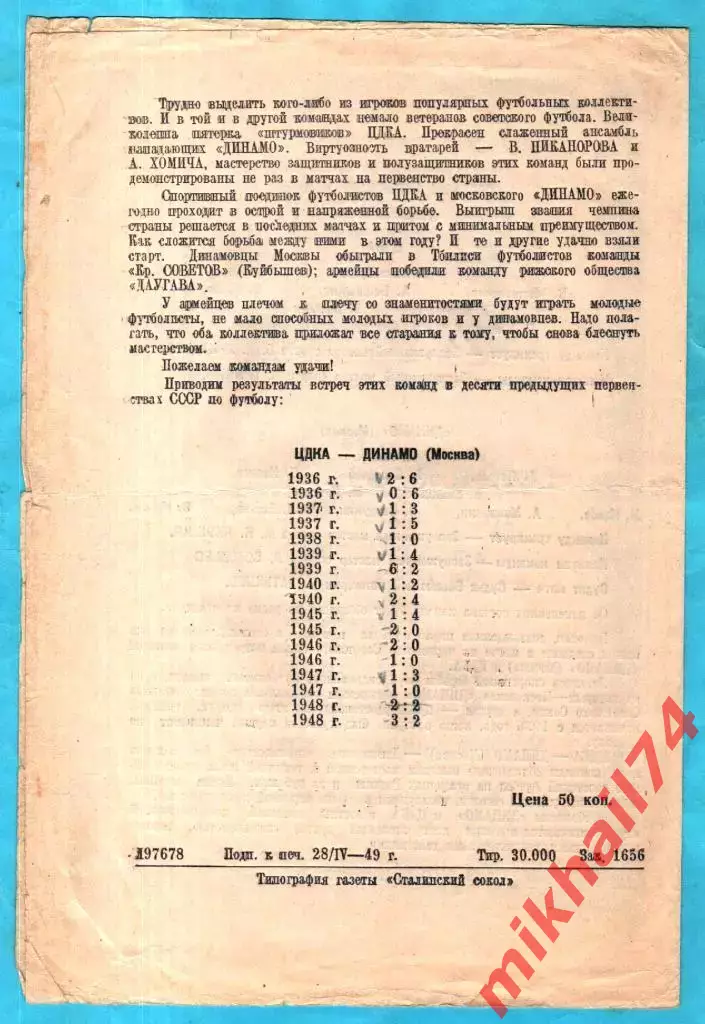 Трудно выделить кого-либо из игроков популярных футбольных коллекти-
вов. И в той и в другой командах немало ветеранов советского футбола. Вели-
колепна пятерка «штурмовиков» ЦДКА. Прекрасен слаженный ансамбль
нападающих «ДИНАМО». Виртуозность вратарей — В. НИКАНОРОВА и
А. ХОМИЧА, мастерство защитников и полузащитников этих команд были про-
демонстрированы не раз в матчах на первенство страны.
Спортивный поединок футболистов ЦДКА и московского «ДИНАМО» еже-
годно проходит в острой и напряженной борьбе. Выигрыш звания чемпина
страны решается в последних матчах и притом с минимальным преимуществом.
Как сложится борьба между ними в этом году? И те и другие удачно взяли
старт. Динамовцы Москвы обыграли в Тбилиси футболистов команды
«Кр. СОВЕТОВ» (Куйбышев); армейцы победили команду рижского общества
«ДАУГАВА».
У армейцев плечом к плечу со знаменитостями будут играть молодые
футболисты, не мало способных молодых игроков и у динамовцев. Надо пола-
гать, что оба коллектива приложат все старания к тому, чтобы снова блеснуть
мастерством.
Пожелаем командам удачи!
Приводим результаты встреч этих команд в десяти предыдущих первен-
ствах СССР по футболу:
ЦДКА — ДИНАМО (Москва)
1936 г. 2:6
1936 г. 0:6
1937 г. 1:3
1937 г. 1:5
1938 г. 1:0
1939 г. 1:4
1939 г. 6:2
1940 г. 1:2
1940 г. 2:4
1945 г. 1:4
1945 г. 2:0
1946 г. 2:0
1946 г. 1:0
1947 г. 1:3
1947 г. 1:0
1948 г. 2:2
1948 г. 3:2
Цена 50 коп.
Л97678 Подп. к печ. 28/IV—49 г. Тир. 30.000 Зак. 1656
Типография газеты «Сталинский сокол»
mikhail74